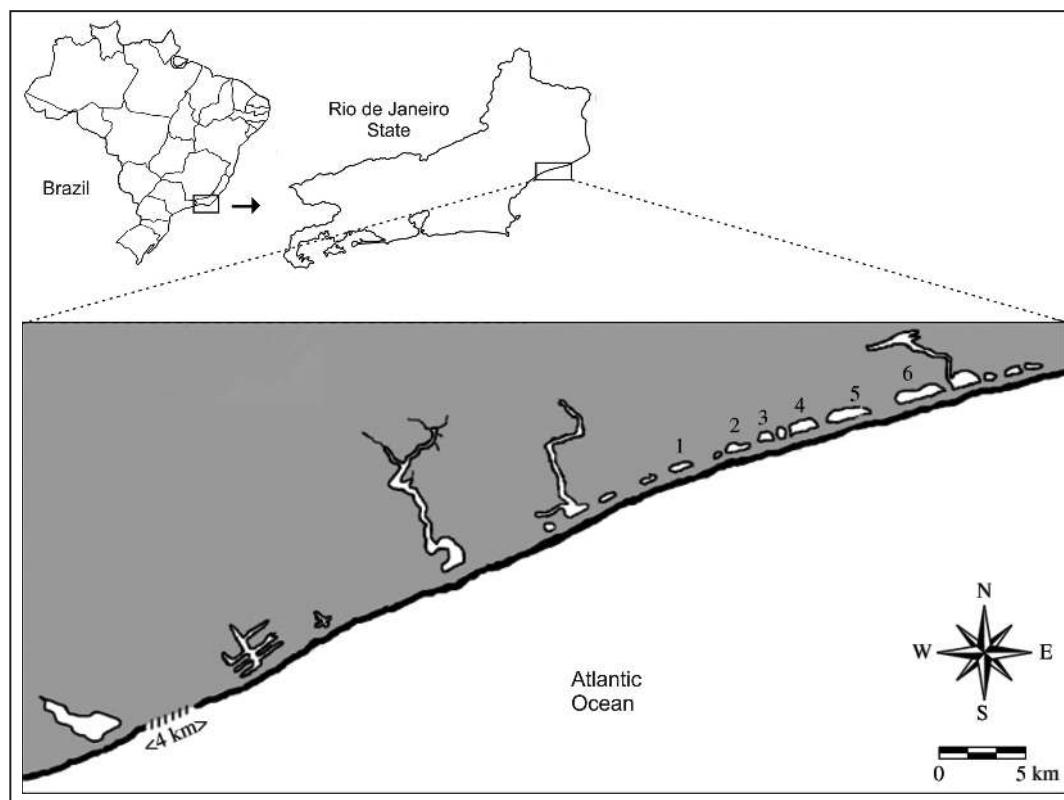 Brazil
Rio de Janeiro
State
1
2
3
4
5
6
<4 km>
Atlantic
Ocean
N
W
E
S
0
5 km